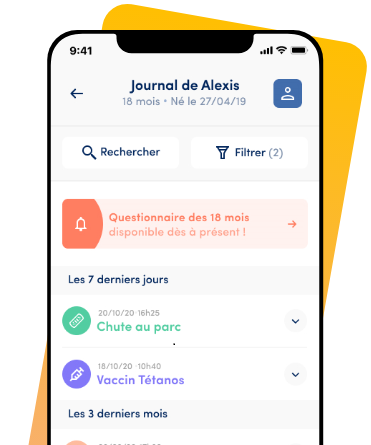 9:41
Journal de Alexis
18 mois • Né le 27/04/19
Rechercher
Filtrer (2)
Questionnaire des 18 mois
disponible dès à présent !
Les 7 derniers jours
20/10/20·16h25
Chute au parc
18/10/20·10h40
Vaccin Tétanos
Les 3 derniers mois